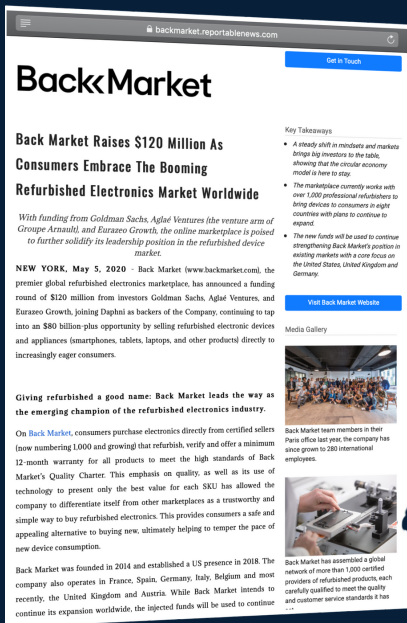 backmarket.reportablenews.com
Back Market
Get in Touch
Back Market Raises $120 Million As
Consumers Embrace The Booming
Refurbished Electronics Market Worldwide
With funding from Goldman Sachs, Aglaé Ventures (the venture arm of
Groupe Arnault), and Eurazeo Growth, the online marketplace is poised
to further solidify its leadership position in the refurbished device
market.
NEW YORK, May 5, 2020 - Back Market (www.backmarket.com), the
premier global refurbished electronics marketplace, has announced a funding
round of $120 million from investors Goldman Sachs, Aglaé Ventures, and
Eurazeo Growth, joining Daphni as backers of the Company, continuing to tap
into an $80 billion-plus opportunity by selling refurbished electronic devices
and appliances (smartphones, tablets, laptops, and other products) directly to
increasingly eager consumers.
Giving refurbished a good name: Back Market leads the way as
the emerging champion of the refurbished electronics industry.
On Back Market, consumers purchase electronics directly from certified sellers
(now numbering 1,000 and growing) that refurbish, verify and offer a minimum
12-month warranty for all products to meet the high standards of Back
Market's Quality Charter. This emphasis on quality, as well as its use of
technology to present only the best value for each SKU has allowed the
company to differentiate itself from other marketplaces as a trustworthy and
simple way to buy refurbished electronics. This provides consumers a safe and
appealing alternative to buying new, ultimately helping to temper the pace of
new device consumption.
Back Market was founded in 2014 and established a US presence in 2018. The
company also operates in France, Spain, Germany, Italy, Belgium and most
recently, the United Kingdom and Austria. While Back Market intends to
continue its expansion worldwide, the injected funds will be used to continue
Key Takeaways
• A steady shift in mindsets and markets
brings big investors to the table,
showing that the circular economy
model is here to stay.
• The marketplace currently works with
over 1,000 professional refurbishers to
bring devices to consumers in eight
countries with plans to continue to
expand.
• The new funds will be used to continue
strengthening Back Market's position in
existing markets with a core focus on
the United States, United Kingdom and
Germany.
Visit Back Market Website
Media Gallery
Back Market team members in their
Paris office last year, the company has
since grown to 280 international
employees.
Back Market has assembled a global
network of more than 1,000 certified
providers of refurbished products, each
carefully qualified to meet the quality
and customer service standards it has